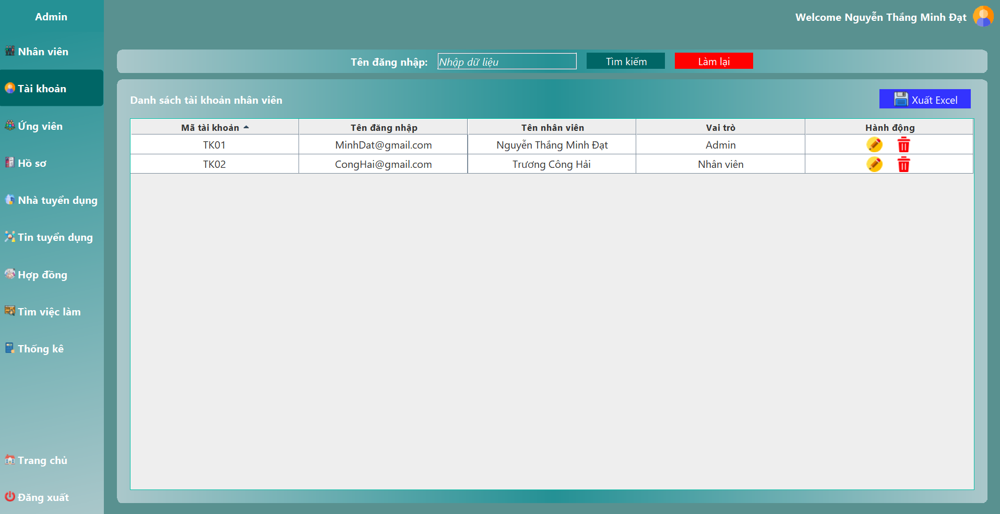 Admin
Welcome Nguyễn Thắng Minh Đạt
Nhân viên
Tài khoản
Ứng viên
Hồ sơ
Nhà tuyển dụng
Tin tuyển dụng
Hợp đồng
Tìm việc làm
Thống kê
Trang chủ
Đăng xuất
Tên đăng nhập: Nhập dữ liệu Tìm kiếm Làm lại
Danh sách tài khoản nhân viên Xuất Excel
Mã tài khoản Tên đăng nhập Tên nhân viên Vai trò Hành động
TK01 MinhDat@gmail.com Nguyễn Thắng Minh Đạt Admin
TK02 CongHai@gmail.com Trương Công Hải Nhân viên